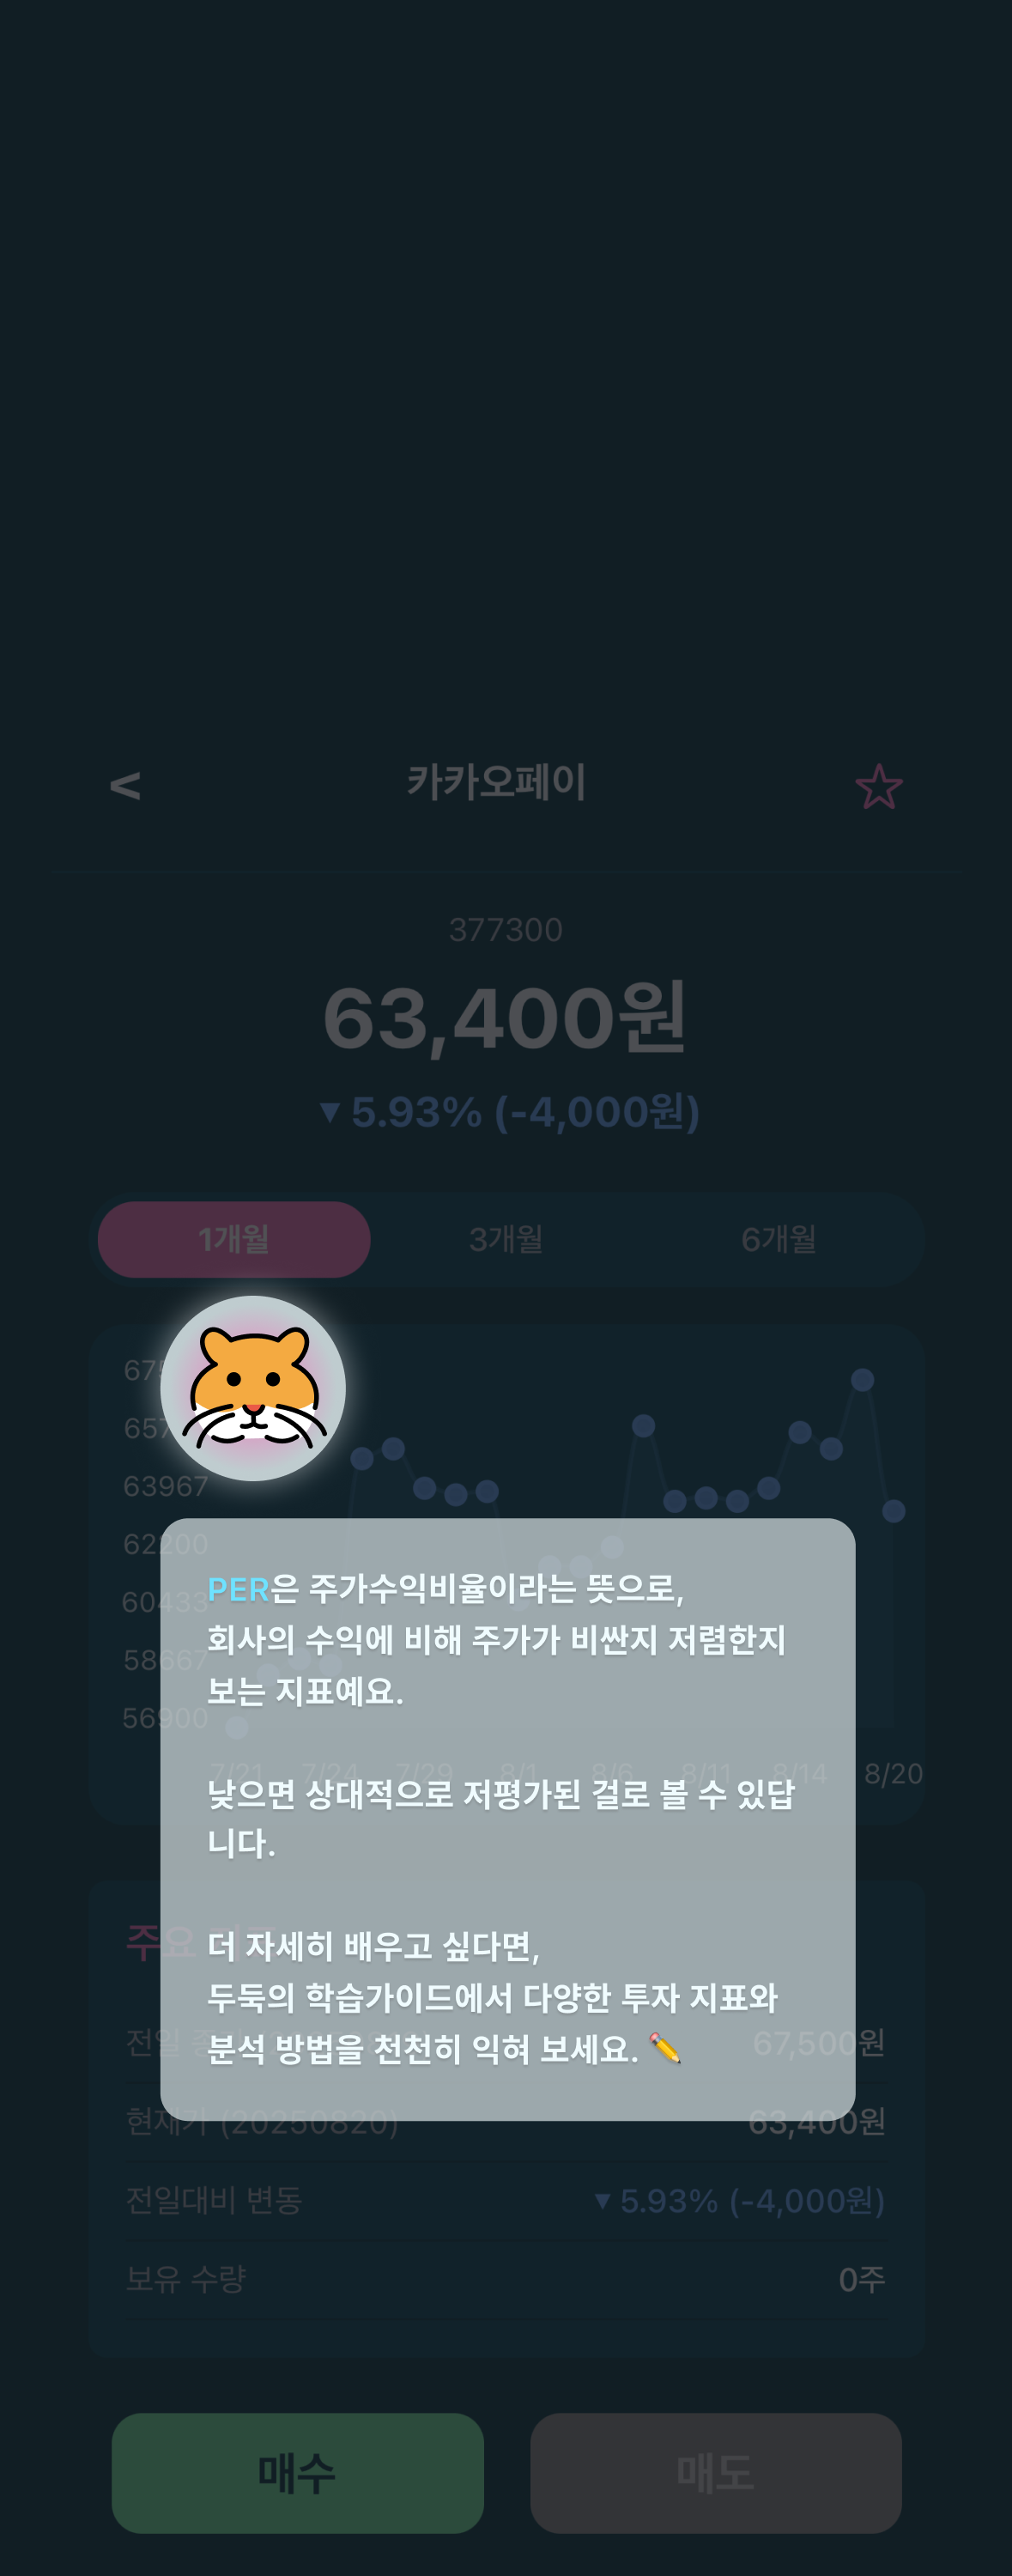 <
카카오페이
377300
63,400원
▼ 5.93% (-4,000원)
1개월 3개월 6개월
63967
62200
60433
58667
56900
7/21 7/24 7/29 8/1 8/6 8/11 8/14 8/20
PER은 주가수익비율이라는 뜻으로,
회사의 수익에 비해 주가가 비싼지 저렴한지
보는 지표예요.
낮으면 상대적으로 저평가된 걸로 볼 수 있답
니다.
더 자세히 배우고 싶다면,
두둑의 학습가이드에서 다양한 투자 지표와
분석 방법을 천천히 익혀 보세요. ✏️
주요
전일 67,500원
현재가 (20250820) 63,400원
전일대비 변동 ▼ 5.93% (-4,000원)
보유 수량 0주
매수 매도